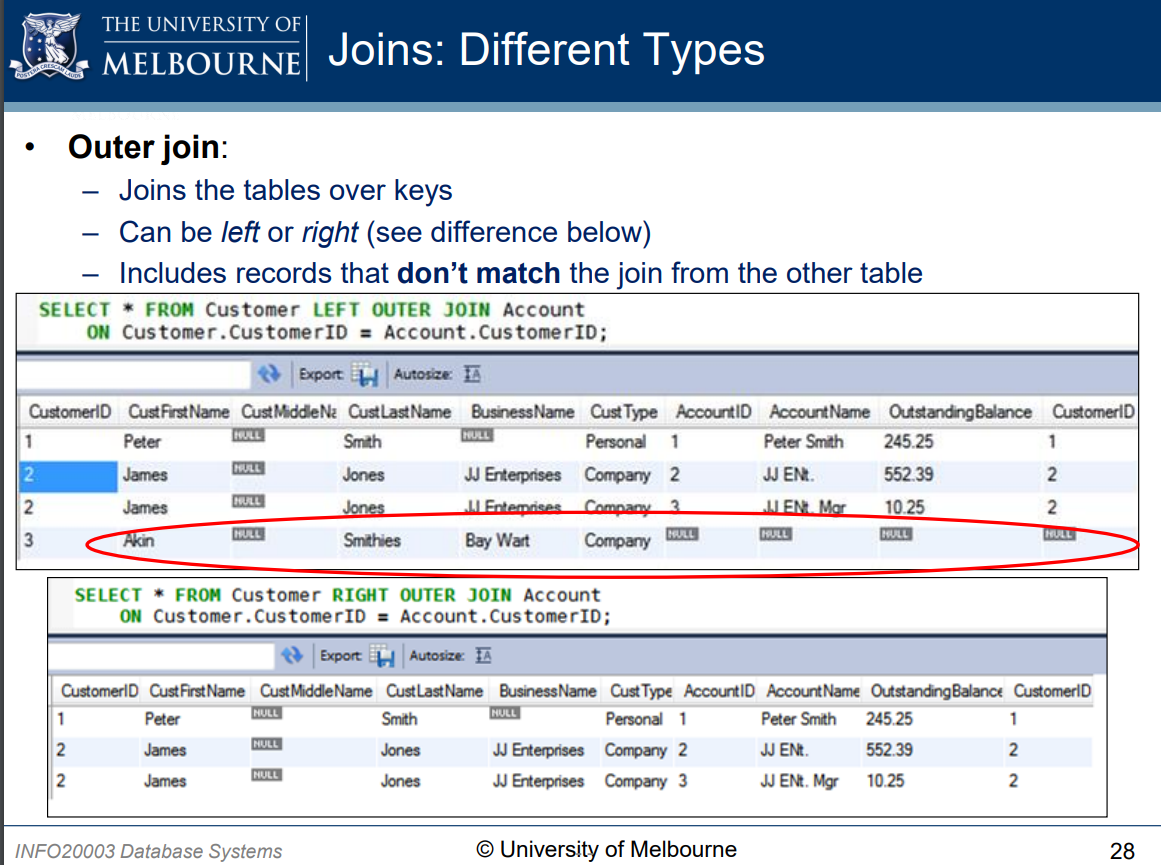 THE UNIVERSITY OF
MELBOURNE
Joins: Different Types
• Outer join:
– Joins the tables over keys
– Can be left or right (see difference below)
– Includes records that don't match the join from the other table
SELECT * FROM Customer LEFT OUTER JOIN Account
ON Customer.CustomerID = Account.CustomerID;
Export: Autosize:
CustomerID CustFirstName CustMiddleNa CustLastName BusinessName CustType AccountID AccountName OutstandingBalance CustomerID
1 Peter NULL Smith NULL Personal 1 Peter Smith 245.25 1
2 James NULL Jones JJ Enterprises Company 2 JJ ENt. 552.39 2
2 James NULL Jones JJ Enterprises Company 3 JJ ENt. Mgr 10.25 2
3 Akin NULL Smithies Bay Wart Company NULL NULL NULL NULL
SELECT * FROM Customer RIGHT OUTER JOIN Account
ON Customer.CustomerID = Account.CustomerID;
Export: Autosize:
CustomerID CustFirstName CustMiddleName CustLastName BusinessName CustType AccountID AccountName OutstandingBalance CustomerID
1 Peter NULL Smith NULL Personal 1 Peter Smith 245.25 1
2 James NULL Jones JJ Enterprises Company 2 JJ ENt. 552.39 2
2 James NULL Jones JJ Enterprises Company 3 JJ ENt. Mgr 10.25 2
INFO20003 Database Systems
© University of Melbourne
28